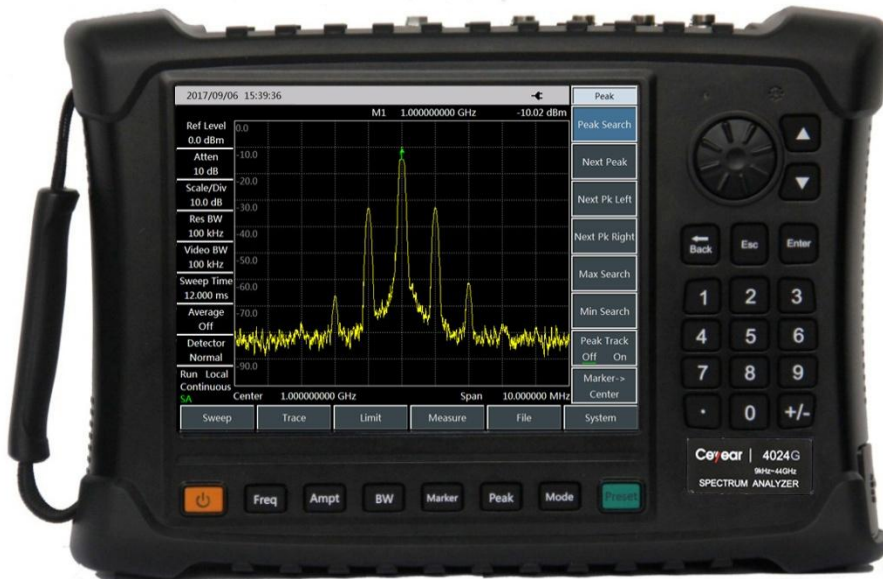 2017/09/06 15:39:36
Peak
M1 1.000000000 GHz -10.02 dBm
Ref Level
0.0 dBm
Atten
10 dB
Scale/Div
10.0 dB
Res BW
100 kHz
Video BW
100 kHz
Sweep Time
12.000 ms
Average
Off
Detector
Normal
Run Local
Continuous
SA
0.0
-10.0
-20.0
-30.0
-40.0
-50.0
-60.0
-70.0
-90.0
Center 1.000000000 GHz Span 10.000000 MHz
Peak Search
Next Peak
Next Pk Left
Next Pk Right
Max Search
Min Search
Peak Track
Off On
Marker->
Center
Sweep Trace Limit Measure File System
Back Esc Enter
1 2 3
4 5 6
7 8 9
. 0 +/-
Ceyear | 4024G
9kHz~44GHz
SPECTRUM ANALYZER
Freq Ampt BW Marker Peak Mode Preset